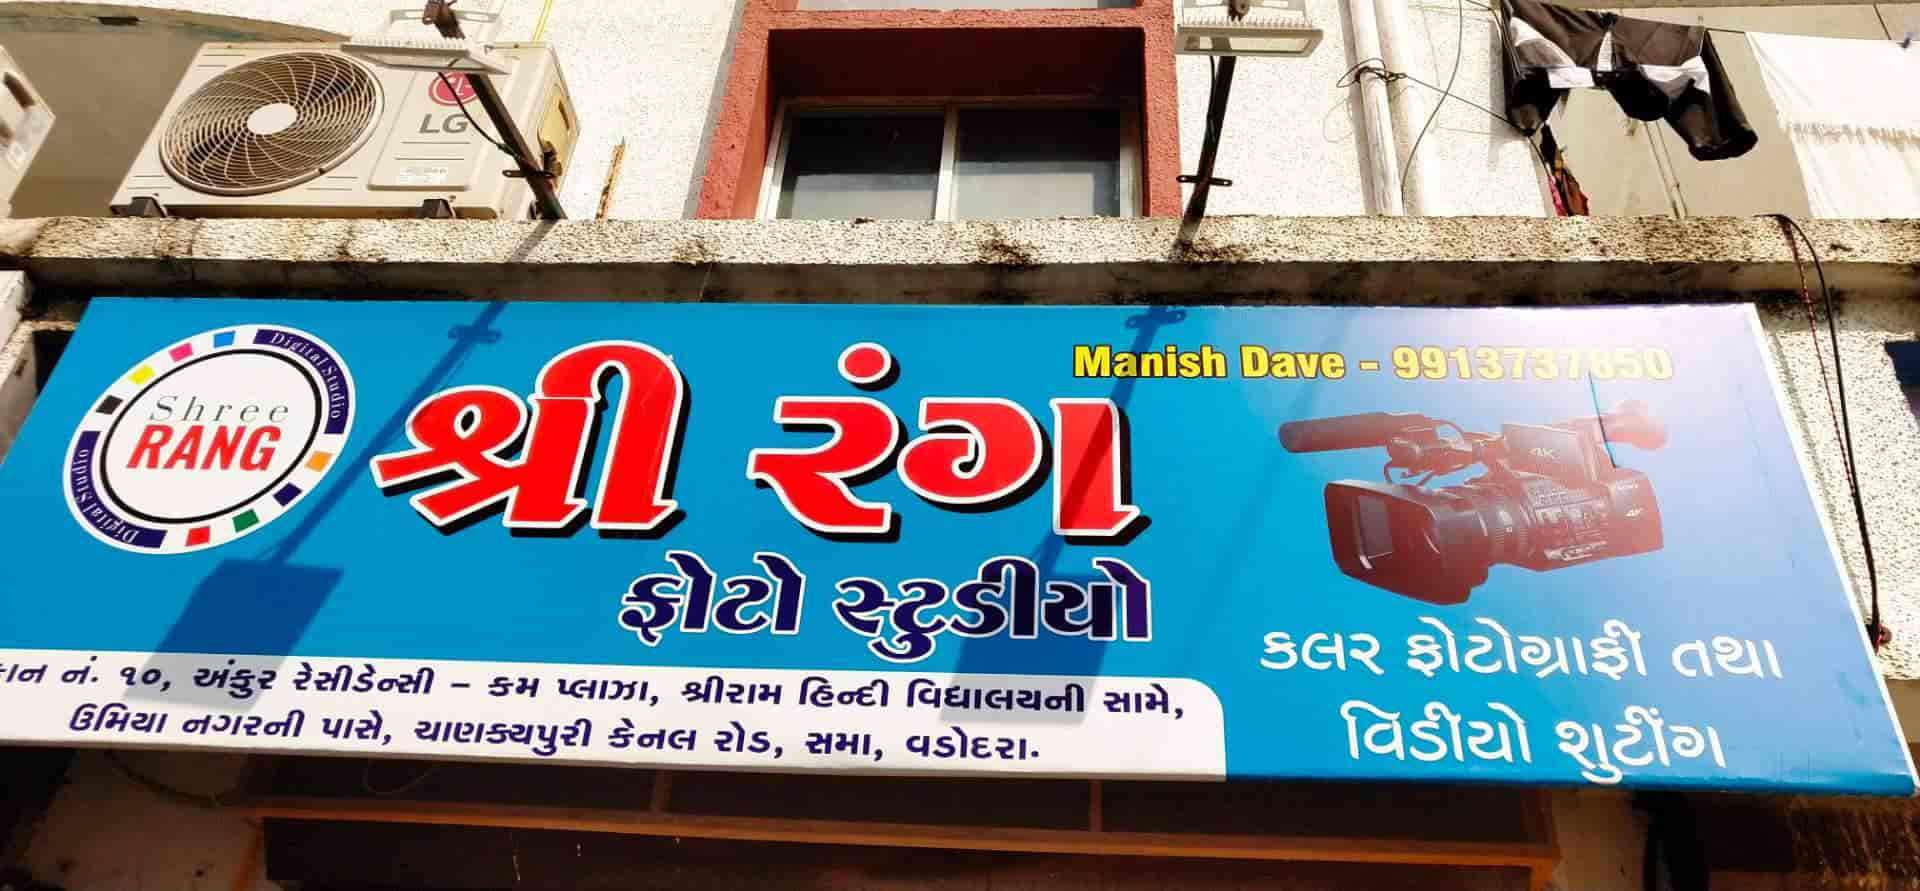 LG
Digital Studio
Shree
RANG
Digital Studio
શ્રી રંગ
Manish Dave - 9913737850
4K
ફોટો સ્ટુડીયો
કલર ફોટોગ્રાફી તથા
વિડીયો શુટીંગ
નં. ૧૦, અંકુર રેસીડેન્સી – કમ પ્લાઝા, શ્રીરામ હિન્દી વિદ્યાલયની સામે,
ઉમિયા નગરની પાસે, ચાણક્યપુરી કેનલ રોડ, સમા, વડોદરા.